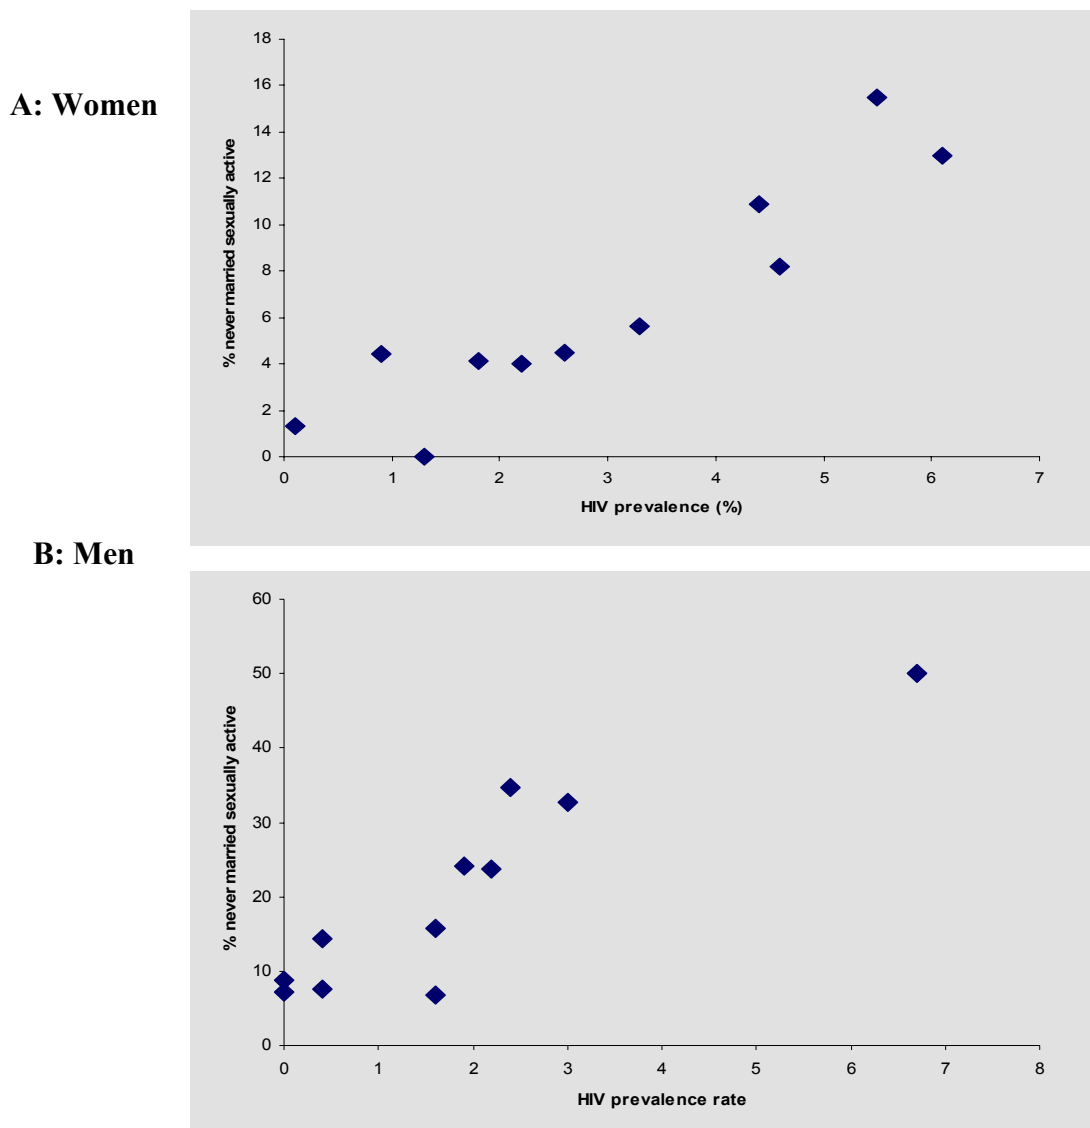 A: Women
% never married sexually active
18
16
14
12
10
8
6
4
2
0
0 1 2 3 4 5 6 7
HIV prevalence (%)
B: Men
% never married sexually active
60
50
40
30
20
10
0
0 1 2 3 4 5 6 7 8
HIV prevalence rate